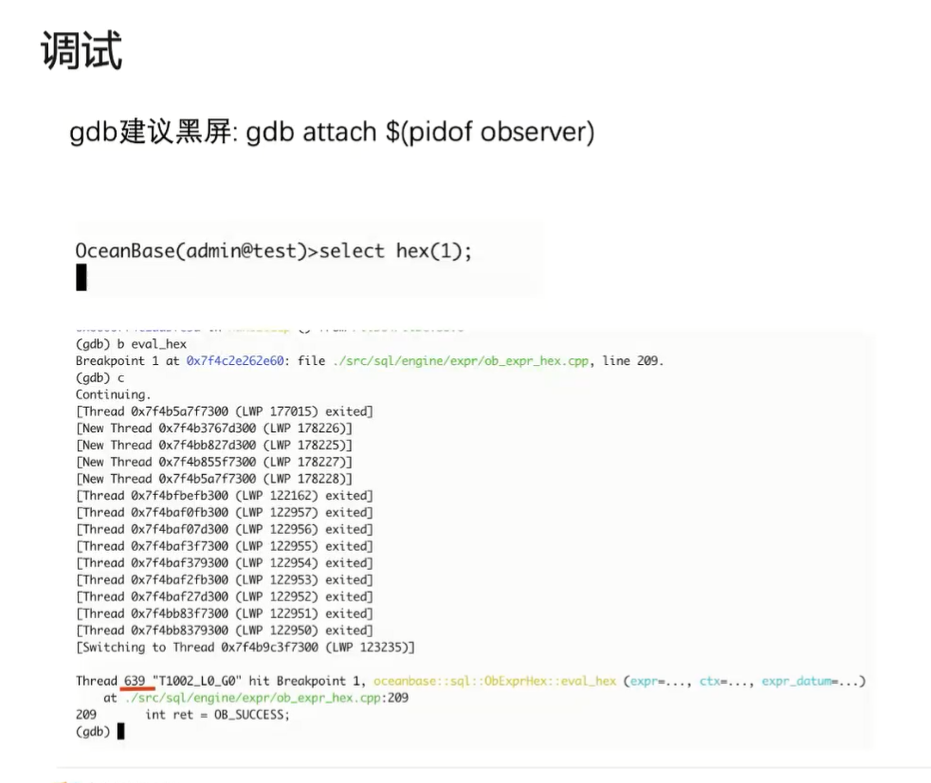 调试
gdb建议黑屏: gdb attach $(pidof observer)
OceanBase(admin@test)>select hex(1);
(gdb) b eval_hex
Breakpoint 1 at 0x7f4c2e262e60: file ./src/sql/engine/expr/ob_expr_hex.cpp, line 209.
(gdb) c
Continuing.
[Thread 0x7f4b5a7f7300 (LWP 177015) exited]
[New Thread 0x7f4b3767d300 (LWP 178226)]
[New Thread 0x7f4bb827d300 (LWP 178225)]
[New Thread 0x7f4b855f7300 (LWP 178227)]
[New Thread 0x7f4b5a7f7300 (LWP 178228)]
[Thread 0x7f4bfbefb300 (LWP 122162) exited]
[Thread 0x7f4baf0fb300 (LWP 122957) exited]
[Thread 0x7f4baf07d300 (LWP 122956) exited]
[Thread 0x7f4baf3f7300 (LWP 122955) exited]
[Thread 0x7f4baf379300 (LWP 122954) exited]
[Thread 0x7f4baf2fb300 (LWP 122953) exited]
[Thread 0x7f4baf27d300 (LWP 122952) exited]
[Thread 0x7f4bb83f7300 (LWP 122951) exited]
[Thread 0x7f4bb8379300 (LWP 122950) exited]
[Switching to Thread 0x7f4b9c3f7300 (LWP 123235)]
Thread 639 "T1002_L0_G0" hit Breakpoint 1, oceanbase::sql::ObExprHex::eval_hex (expr=..., ctx=..., expr_datum=...)
at ./src/sql/engine/expr/ob_expr_hex.cpp:209
209 int ret = OB_SUCCESS;
(gdb)